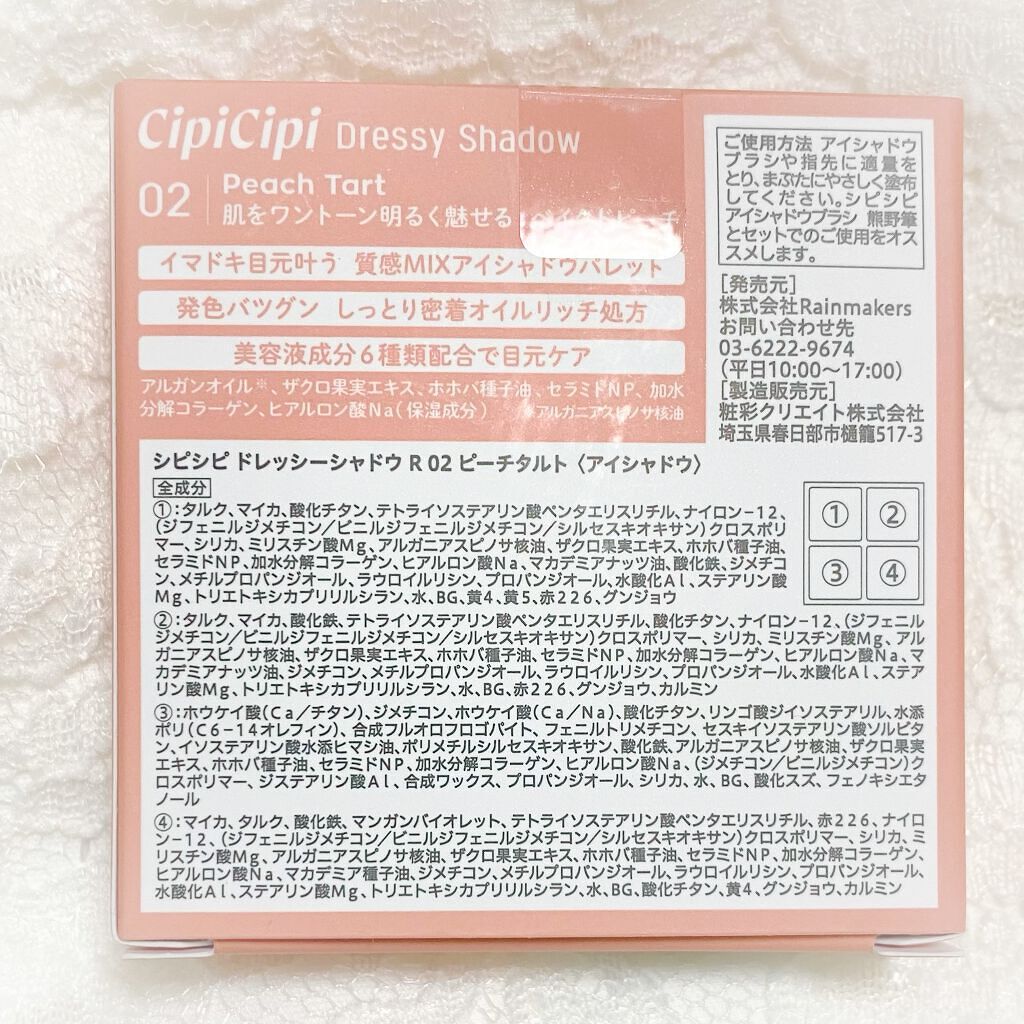 CipiCipi Dressy Shadow
02
Peach Tart
肌をワントーン明るく魅せる
イマドキ目元叶う 質感MIXアイシャドウパレット
発色バツグン しっとり密着オイルリッチ処方
美容液成分6種類配合で目元ケア
アルガンオイル※、ザクロ果実エキス、ホホバ種子油、セラミドNP、加水
分解コラーゲン、ヒアルロン酸Na(保湿成分) ※アルガニアスピノサ核油
ご使用方法 アイシャドウ
ブラシや指先に適量を
とり、まぶたにやさしく塗布
してください。シピシピ
アイシャドウブラシ 熊野筆
とセットでのご使用をオス
スメします。
[発売元]
株式会社Rainmakers
お問い合わせ先
03-6222-9674
(平日10:00〜17:00)
[製造販売元]
粧彩クリエイト株式会社
埼玉県春日部市樋籠517-3
シピシピ ドレッシーシャドウ R 02 ピーチタルト〈アイシャドウ〉
全成分
①:タルク、マイカ、酸化チタン、テトライソステアリン酸ペンタエリスリチル、ナイロン-12、
(ジフェニルジメチコン/ビニルジフェニルジメチコン/シルセスキオキサン)クロスポリ
マー、シリカ、ミリスチン酸Mg、アルガニアスピノサ核油、ザクロ果実エキス、ホホバ種子油、
セラミドNP、加水分解コラーゲン、ヒアルロン酸Na、マカデミアナッツ油、酸化鉄、ジメチコ
ン、メチルプロパンジオール、ラウロイルリシン、プロパンジオール、水酸化Al、ステアリン酸
Mg、トリエトキシカプリリルシラン、水、BG、黄4、黄5、赤226、グンジョウ
① ②
③ ④
②:タルク、マイカ、酸化鉄、テトライソステアリン酸ペンタエリスリチル、酸化チタン、ナイロン-12、(ジフェニル
ジメチコン/ビニルジフェニルジメチコン/シルセスキオキサン)クロスポリマー、シリカ、ミリスチン酸Mg、アル
ガニアスピノサ核油、ザクロ果実エキス、ホホバ種子油、セラミドNP、加水分解コラーゲン、ヒアルロン酸Na、マ
カデミアナッツ油、ジメチコン、メチルプロパンジオール、ラウロイルリシン、プロパンジオール、水酸化Al、ステア
リン酸Mg、トリエトキシカプリリルシラン、水、BG、赤226、グンジョウ、カルミン
③:ホウケイ酸(Ca/チタン)、ジメチコン、ホウケイ酸(Ca/Na)、酸化チタン、リンゴ酸ジイソステアリル、水添
ポリ(C6-14オレフィン)、合成フルオロフロゴパイト、フェニルトリメチコン、セスキイソステアリン酸ソルビタ
ン、イソステアリン酸水添ヒマシ油、ポリメチルシルセスキオキサン、酸化鉄、アルガニアスピノサ核油、ザクロ果実
エキス、ホホバ種子油、セラミドNP、加水分解コラーゲン、ヒアルロン酸Na、(ジメチコン/ビニルジメチコン)ク
ロスポリマー、ジステアリン酸Al、合成ワックス、プロパンジオール、シリカ、水、BG、酸化スズ、フェノキシエタ
ノール
④:マイカ、タルク、酸化鉄、マンガンバイオレット、テトライソステアリン酸ペンタエリスリチル、赤226、ナイロ
ン-12、(ジフェニルジメチコン/ビニルジフェニルジメチコン/シルセスキオキサン)クロスポリマー、シリカ、ミ
リスチン酸Mg、アルガニアスピノサ核油、ザクロ果実エキス、ホホバ種子油、セラミドNP、加水分解コラーゲン、
ヒアルロン酸Na、マカデミア種子油、ジメチコン、メチルプロパンジオール、ラウロイルリシン、プロパンジオール、
水酸化Al、ステアリン酸Mg、トリエトキシカプリリルシラン、水、BG、酸化チタン、黄4、グンジョウ、カルミン